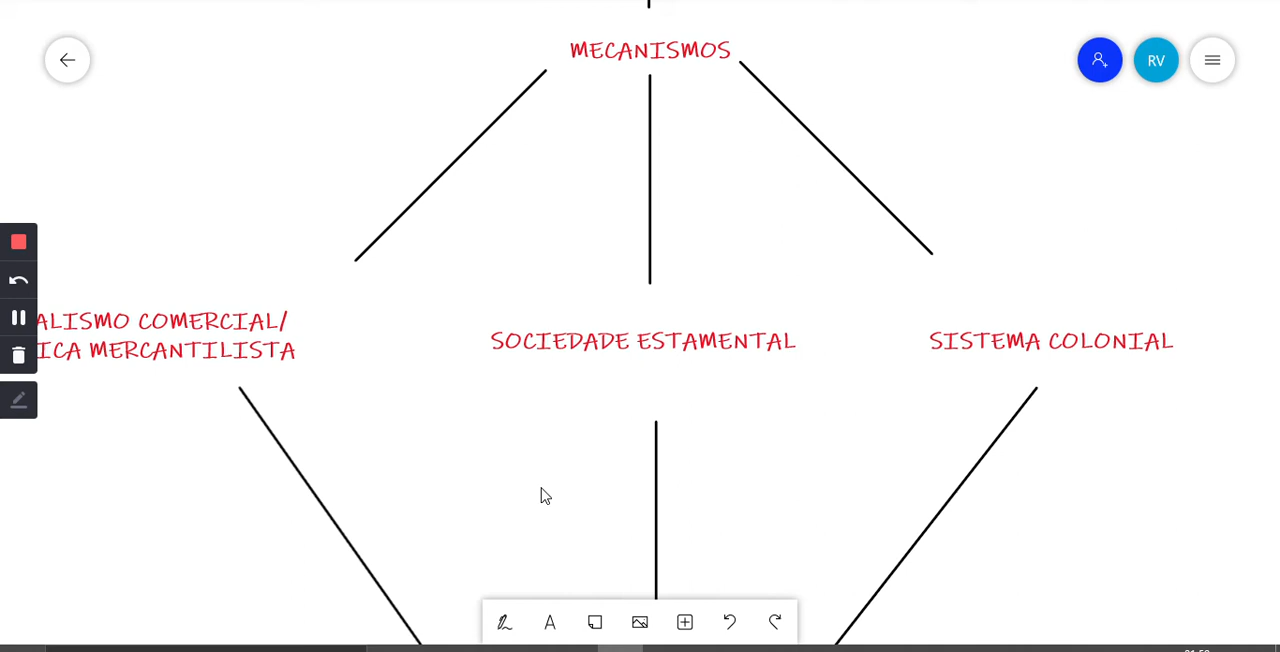 MECANISMOS
RV
ALISMO COMERCIAL/
ICA MERCANTILISTA
SOCIEDADE ESTAMENTAL
SISTEMA COLONIAL